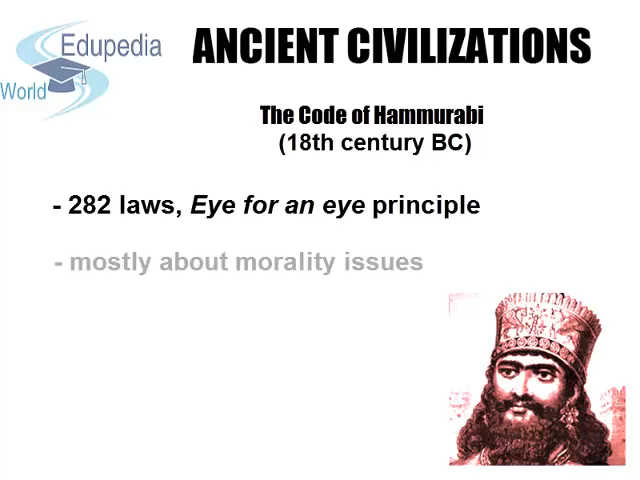 Edupedia
World
ANCIENT CIVILIZATIONS
The Code of Hammurabi
(18th century BC)
- 282 laws, Eye for an eye principle
- mostly about morality issues